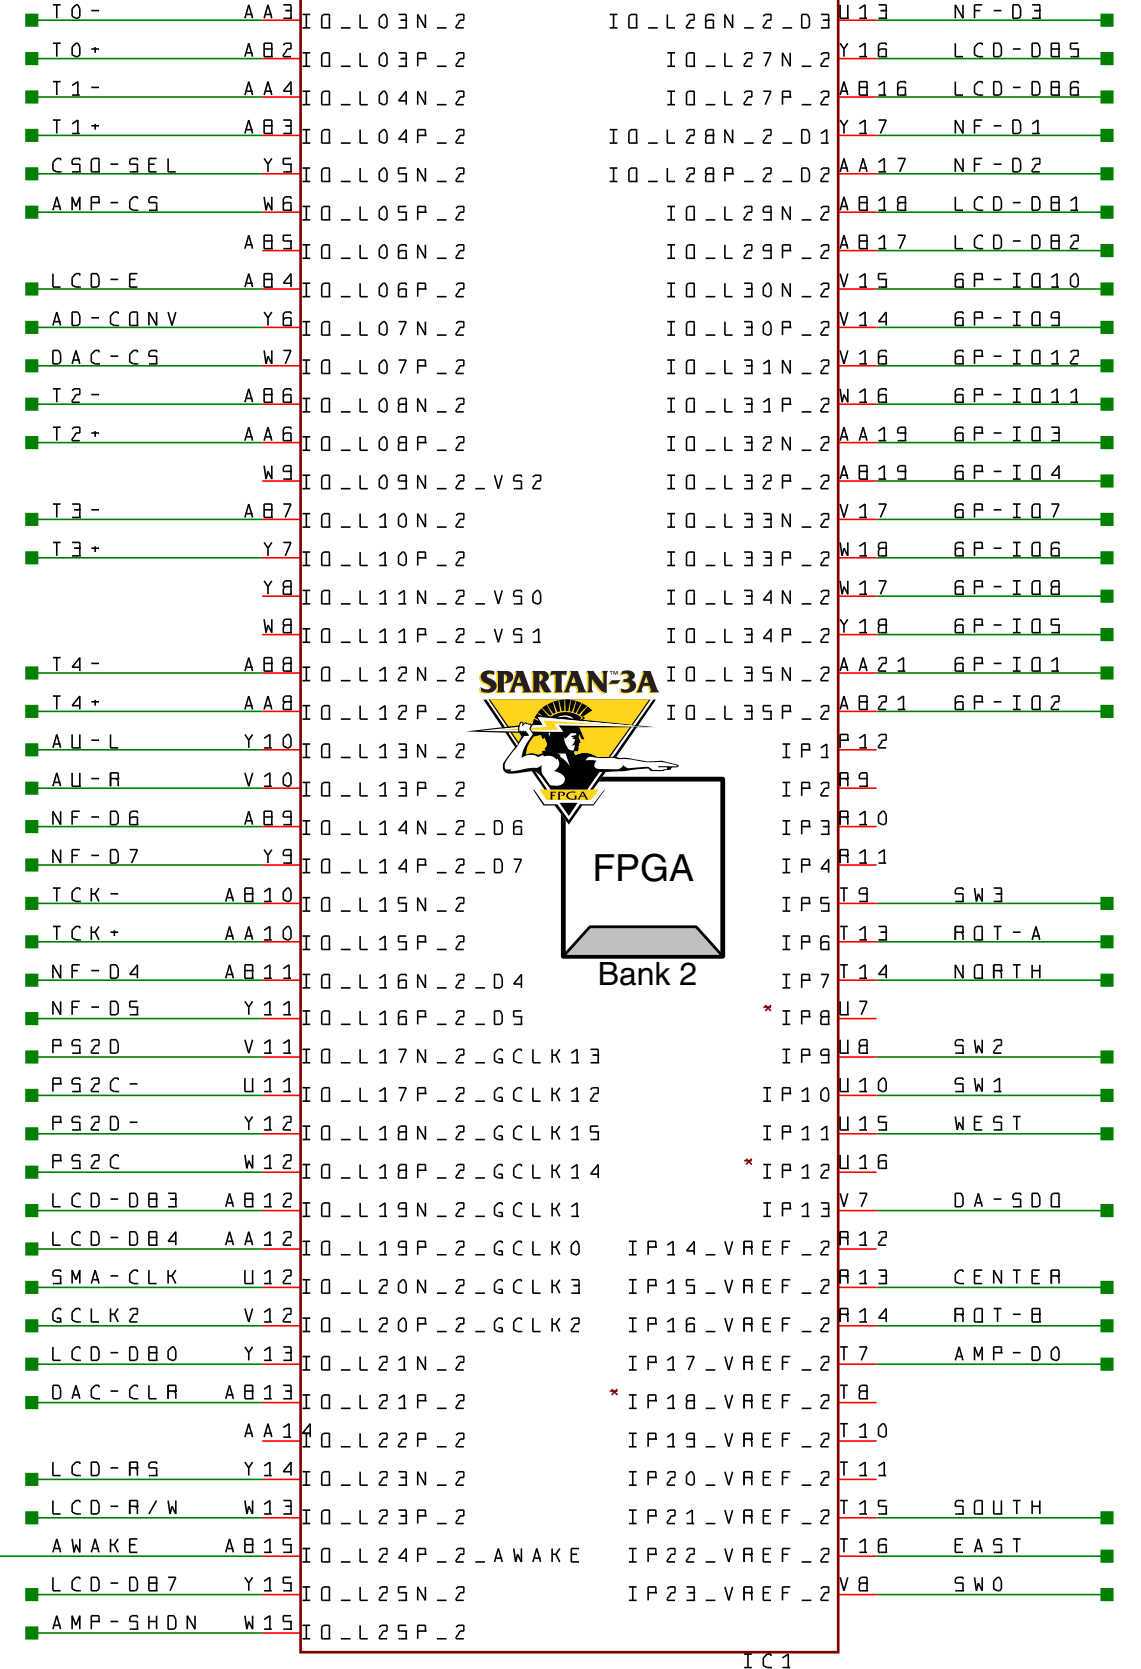 T0- AA3 IO_L03N_2 IO_L26N_2_D3 U13 NF-D3
T0+ AB2 IO_L03P_2 IO_L27N_2 Y16 LCD-DB5
T1- AA4 IO_L04N_2 IO_L27P_2 AB16 LCD-DB6
T1+ AB3 IO_L04P_2 IO_L28N_2_D1 Y17 NF-D1
CSO-SEL Y5 IO_L05N_2 IO_L28P_2_D2 AA17 NF-D2
AMP-CS W6 IO_L05P_2 IO_L29N_2 AB18 LCD-DB1
AB5 IO_L06N_2 IO_L29P_2 AB17 LCD-DB2
LCD-E AB4 IO_L06P_2 IO_L30N_2 V15 6P-IO10
AD-CONV Y6 IO_L07N_2 IO_L30P_2 V14 6P-IO9
DAC-CS W7 IO_L07P_2 IO_L31N_2 V16 6P-IO12
T2- AB6 IO_L08N_2 IO_L31P_2 W16 6P-IO11
T2+ AA6 IO_L08P_2 IO_L32N_2 AA19 6P-IO3
W9 IO_L09N_2_VS2 IO_L32P_2 AB19 6P-IO4
T3- AB7 IO_L10N_2 IO_L33N_2 V17 6P-IO7
T3+ Y7 IO_L10P_2 IO_L33P_2 W18 6P-IO6
Y8 IO_L11N_2_VS0 IO_L34N_2 W17 6P-IO8
W8 IO_L11P_2_VS1 IO_L34P_2 Y18 6P-IO5
T4- AB8 IO_L12N_2 SPARTAN™-3A IO_L35N_2 AA21 6P-IO1
T4+ AA8 IO_L12P_2 IO_L35P_2 AB21 6P-IO2
AU-L Y10 IO_L13N_2 IP1 P12
AU-R V10 IO_L13P_2 FPGA IP2 R9
NF-D6 AB9 IO_L14N_2_D6 IP3 R10
NF-D7 Y9 IO_L14P_2_D7 FPGA IP4 R11
TCK- AB10 IO_L15N_2 IP5 T9 SW3
TCK+ AA10 IO_L15P_2 IP6 T13 ROT-A
NF-D4 AB11 IO_L16N_2_D4 Bank 2 IP7 T14 NORTH
NF-D5 Y11 IO_L16P_2_D5 * IP8 U7
PS2D V11 IO_L17N_2_GCLK13 IP9 U8 SW2
PS2C- U11 IO_L17P_2_GCLK12 IP10 U10 SW1
PS2D- Y12 IO_L18N_2_GCLK15 IP11 U15 WEST
PS2C W12 IO_L18P_2_GCLK14 * IP12 U16
LCD-DB3 AB12 IO_L19N_2_GCLK1 IP13 V7 DA-SDO
LCD-DB4 AA12 IO_L19P_2_GCLK0 IP14_VREF_2 R12
SMA-CLK U12 IO_L20N_2_GCLK3 IP15_VREF_2 R13 CENTER
GCLK2 V12 IO_L20P_2_GCLK2 IP16_VREF_2 R14 ROT-B
LCD-DB0 Y13 IO_L21N_2 IP17_VREF_2 T7 AMP-DO
DAC-CLR AB13 IO_L21P_2 * IP18_VREF_2 T8
AA14 IO_L22P_2 IP19_VREF_2 T10
LCD-RS Y14 IO_L23N_2 IP20_VREF_2 T11
LCD-R/W W13 IO_L23P_2 IP21_VREF_2 T15 SOUTH
AWAKE AB15 IO_L24P_2_AWAKE IP22_VREF_2 T16 EAST
LCD-DB7 Y15 IO_L25N_2 IP23_VREF_2 V8 SW0
AMP-SHDN W15 IO_L25P_2
IC1